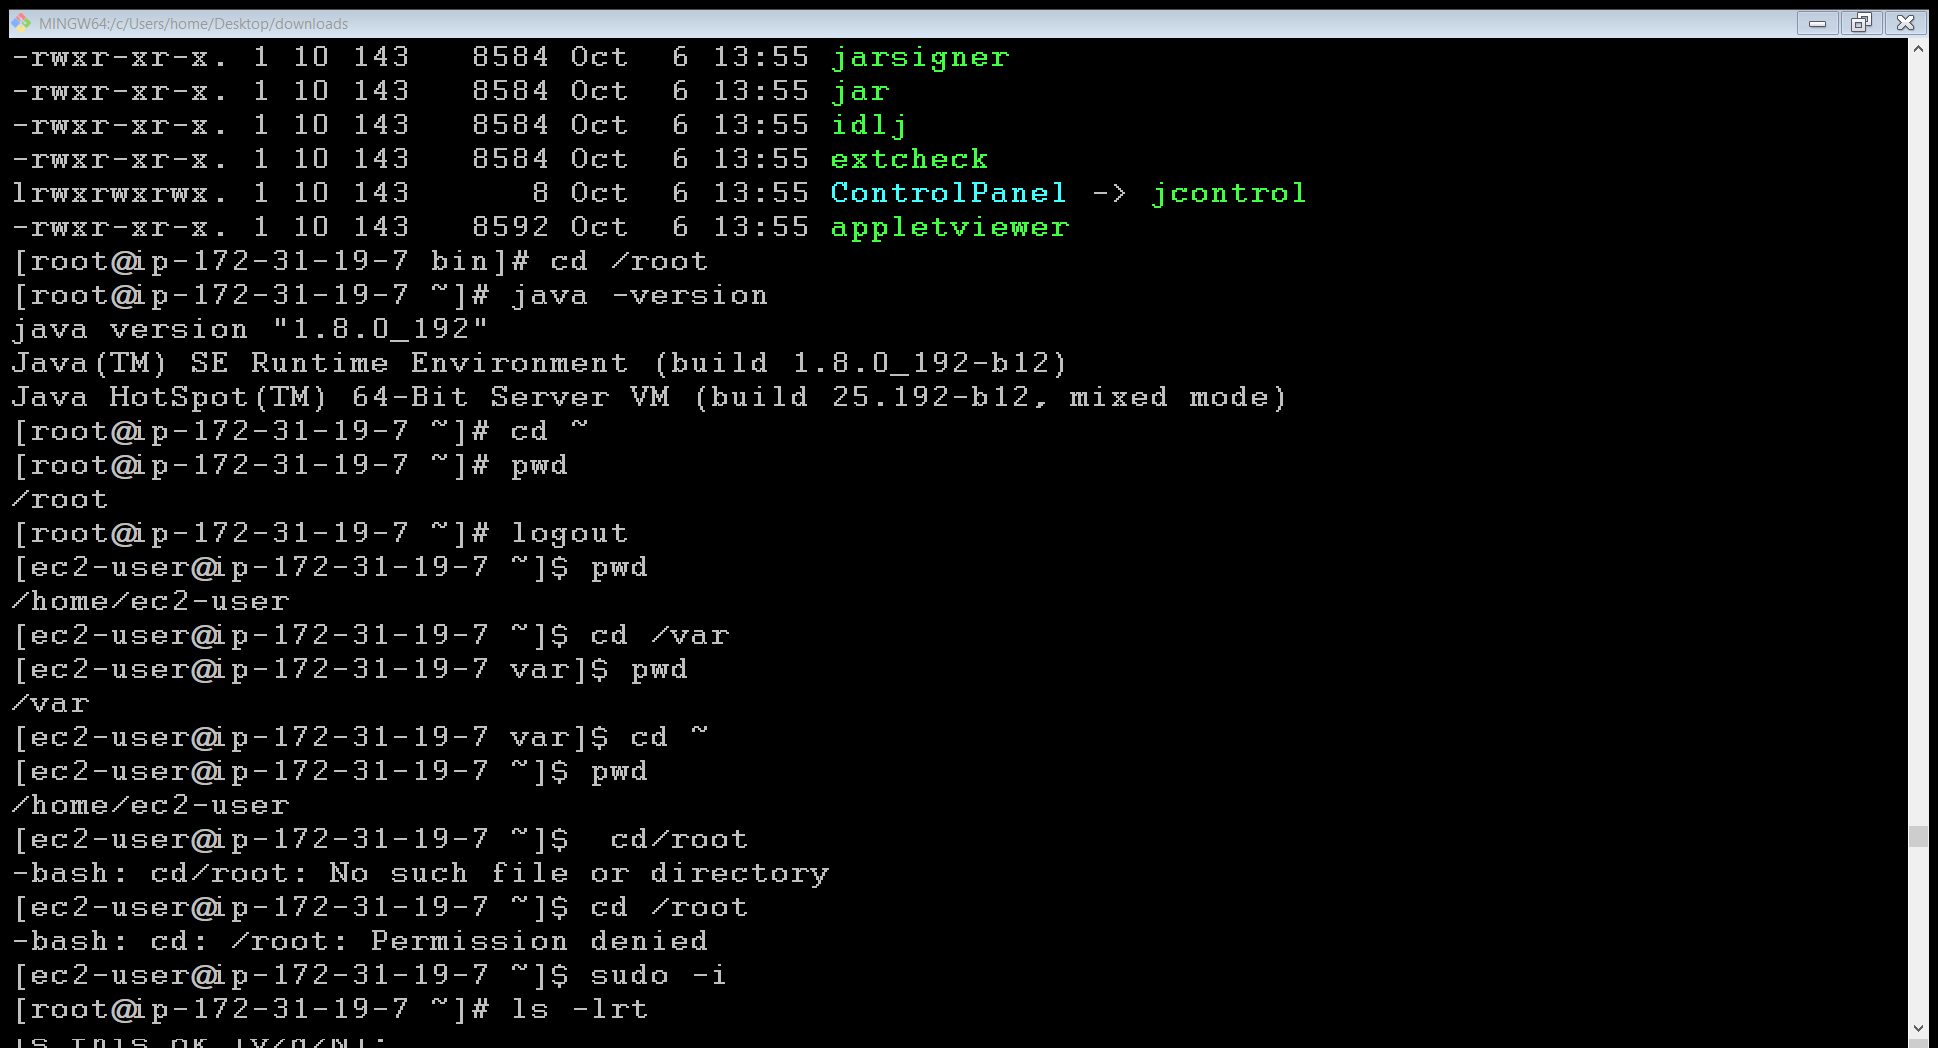 MINGW64:/c/Users/home/Desktop/downloads
-rwxr-xr-x. 1 10 143   8584 Oct  6 13:55 jarsigner
-rwxr-xr-x. 1 10 143   8584 Oct  6 13:55 jar
-rwxr-xr-x. 1 10 143   8584 Oct  6 13:55 idlj
-rwxr-xr-x. 1 10 143   8584 Oct  6 13:55 extcheck
lrwxrwxrwx. 1 10 143      8 Oct  6 13:55 ControlPanel -> jcontrol
-rwxr-xr-x. 1 10 143   8592 Oct  6 13:55 appletviewer
[root@ip-172-31-19-7 bin]# cd /root
[root@ip-172-31-19-7 ~]# java -version
java version "1.8.0_192"
Java(TM) SE Runtime Environment (build 1.8.0_192-b12)
Java HotSpot(TM) 64-Bit Server VM (build 25.192-b12, mixed mode)
[root@ip-172-31-19-7 ~]# cd ~
[root@ip-172-31-19-7 ~]# pwd
/root
[root@ip-172-31-19-7 ~]# logout
[ec2-user@ip-172-31-19-7 ~]$ pwd
/home/ec2-user
[ec2-user@ip-172-31-19-7 ~]$ cd /var
[ec2-user@ip-172-31-19-7 var]$ pwd
/var
[ec2-user@ip-172-31-19-7 var]$ cd ~
[ec2-user@ip-172-31-19-7 ~]$ pwd
/home/ec2-user
[ec2-user@ip-172-31-19-7 ~]$  cd/root
-bash: cd/root: No such file or directory
[ec2-user@ip-172-31-19-7 ~]$ cd /root
-bash: cd: /root: Permission denied
[ec2-user@ip-172-31-19-7 ~]$ sudo -i
[root@ip-172-31-19-7 ~]# ls -lrt
Is this ok [y/d/N]: